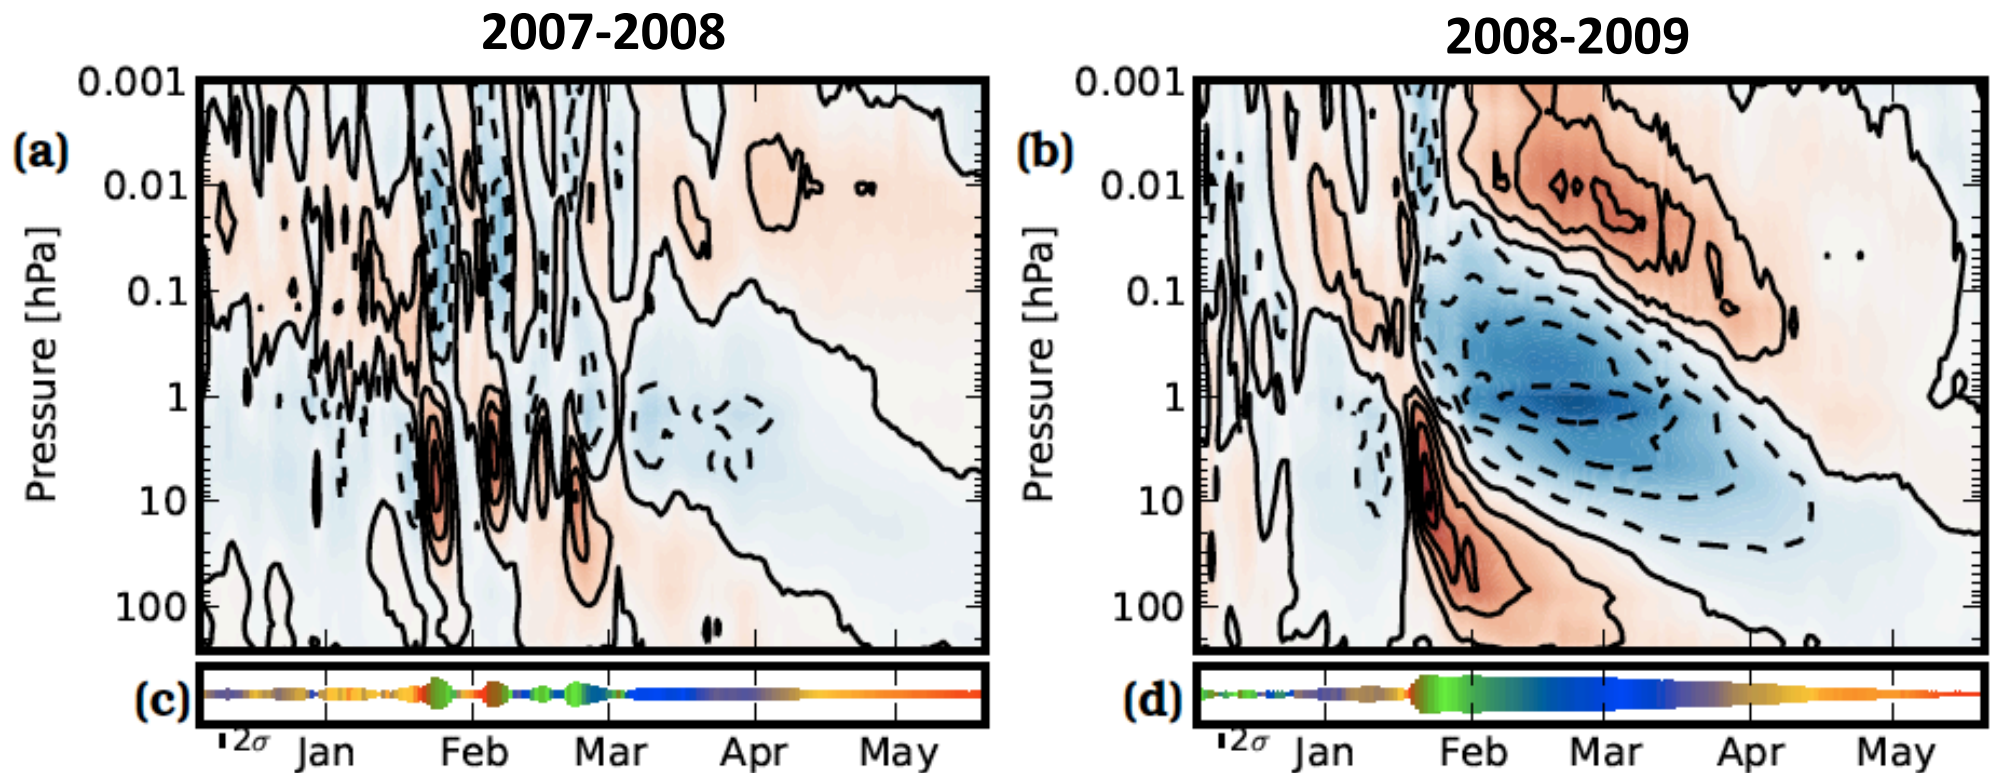 2007-2008
2008-2009
(a)
Pressure [hPa]
0.001
0.01
0.1
1
10
100
(b)
Pressure [hPa]
0.001
0.01
0.1
1
10
100
(c)
2σ
Jan
Feb
Mar
Apr
May
(d)
2σ
Jan
Feb
Mar
Apr
May